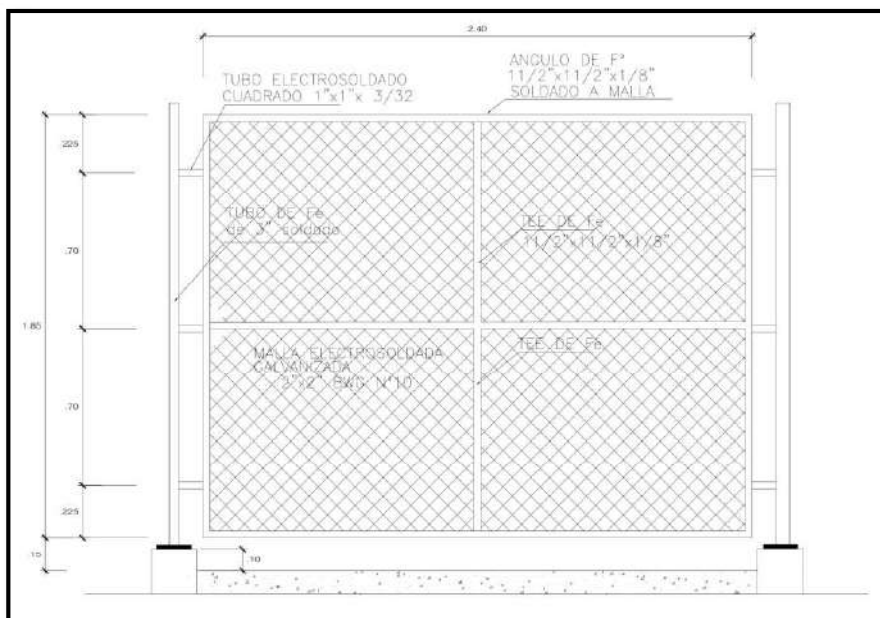 2.40
ANGULO DE Fº
11/2"x11/2"x1/8"
SOLDADO A MALLA
TUBO ELECTROSOLDADO
CUADRADO 1"x1"x 3/32
.225
TUBO DE Fe
de 3" soldado
TEE DE Fe
11/2"x11/2"x1/8"
.70
1.85
TEE DE Fe
MALLA ELECTROSOLDADA
GALVANIZADA
2"x2" BWG N°10
.70
.225
.10
.10